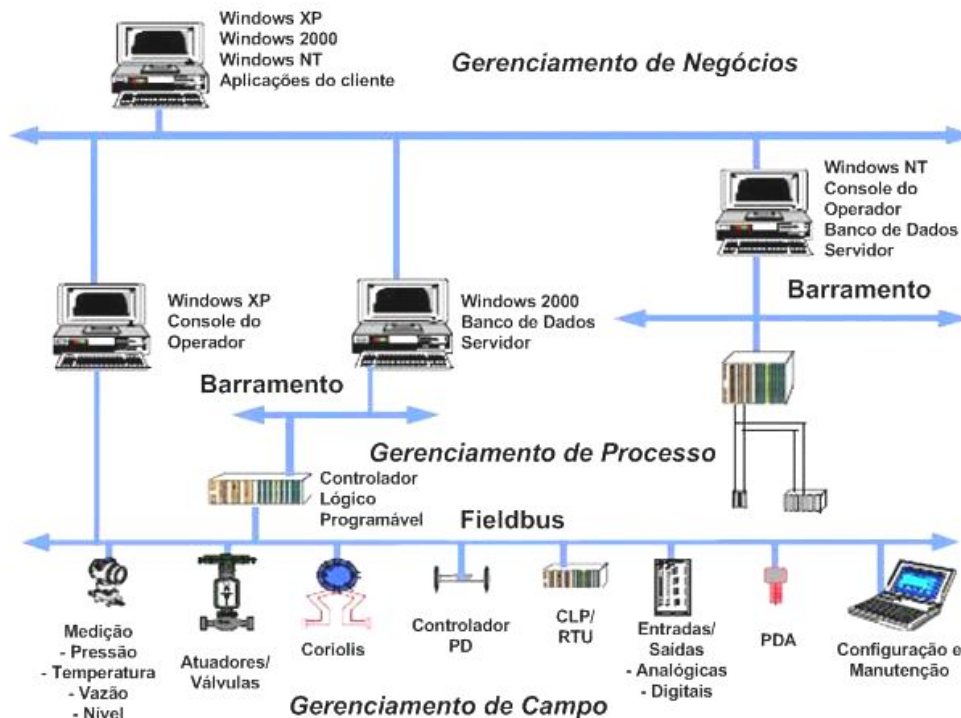 Windows XP
Windows 2000
Windows NT
Aplicações do cliente
Gerenciamento de Negócios
Windows NT
Console do
Operador
Banco de Dados
Servidor
Windows XP
Console do
Operador
Windows 2000
Banco de Dados
Servidor
Barramento
Barramento
Gerenciamento de Processo
Controlador
Lógico
Programável
Fieldbus
Medição
- Pressão
- Temperatura
- Vazão
- Nível
Atuadores/
Válvulas
Coriolis
Controlador
PD
CLP/
RTU
Entradas/
Saídas
- Analógicas
- Digitais
PDA
Configuração e
Manutenção
Gerenciamento de Campo